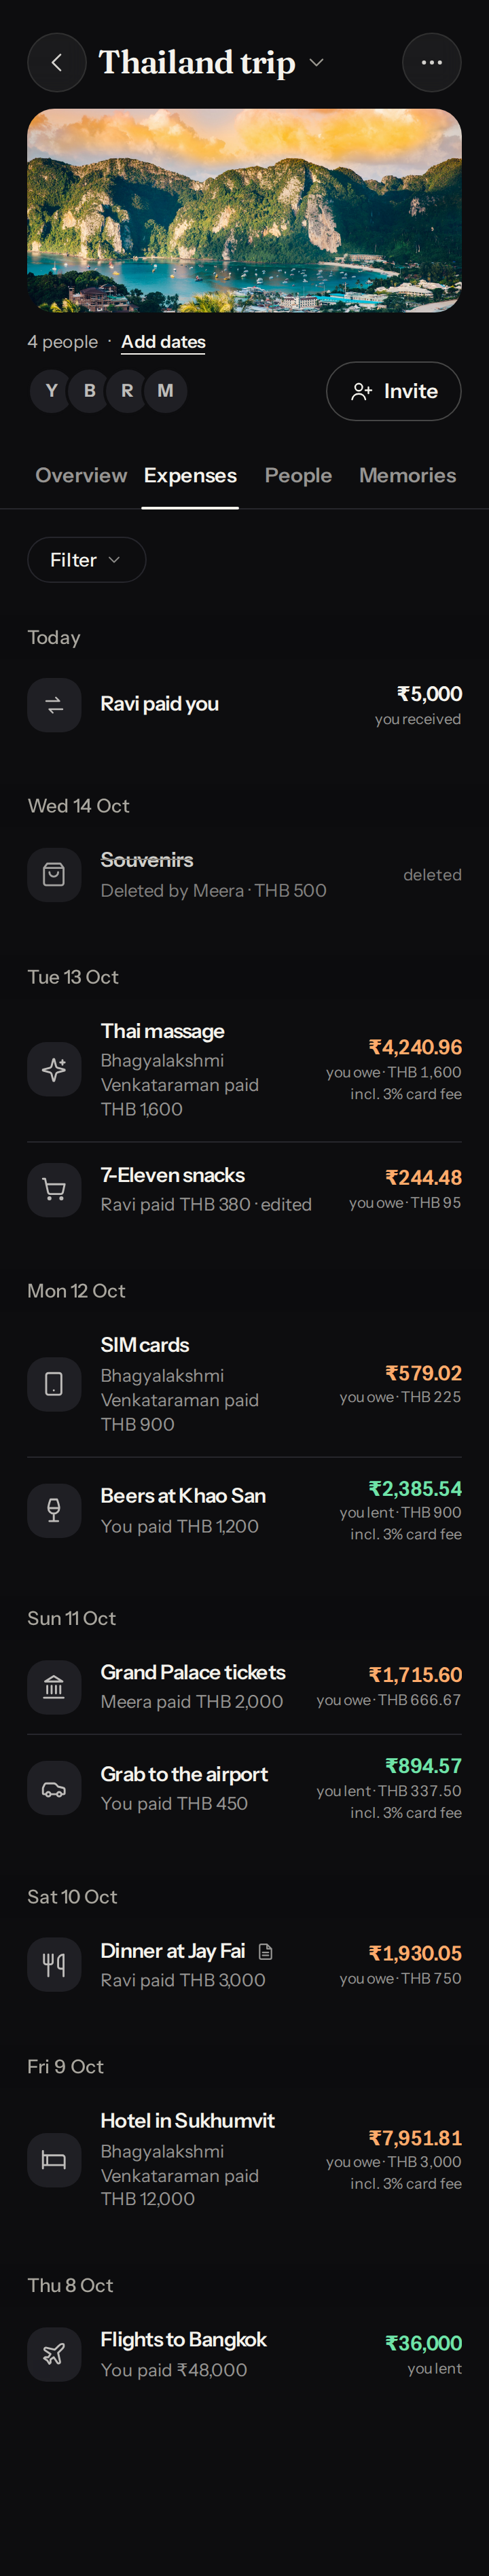 Thailand trip
4 people · Add dates
Y B R M
Invite
Overview Expenses People Memories
Filter
Today
Ravi paid you
₹5,000
you received
Wed 14 Oct
Souvenirs
Deleted by Meera · THB 500
deleted
Tue 13 Oct
Thai massage
Bhagyalakshmi
Venkataraman paid
THB 1,600
₹4,240.96
you owe · THB 1,600
incl. 3% card fee
7-Eleven snacks
Ravi paid THB 380 · edited
₹244.48
you owe · THB 95
Mon 12 Oct
SIM cards
Bhagyalakshmi
Venkataraman paid
THB 900
₹579.02
you owe · THB 225
Beers at Khao San
You paid THB 1,200
₹2,385.54
you lent · THB 900
incl. 3% card fee
Sun 11 Oct
Grand Palace tickets
Meera paid THB 2,000
₹1,715.60
you owe · THB 666.67
Grab to the airport
You paid THB 450
₹894.57
you lent · THB 337.50
incl. 3% card fee
Sat 10 Oct
Dinner at Jay Fai
Ravi paid THB 3,000
₹1,930.05
you owe · THB 750
Fri 9 Oct
Hotel in Sukhumvit
Bhagyalakshmi
Venkataraman paid
THB 12,000
₹7,951.81
you owe · THB 3,000
incl. 3% card fee
Thu 8 Oct
Flights to Bangkok
You paid ₹48,000
₹36,000
you lent